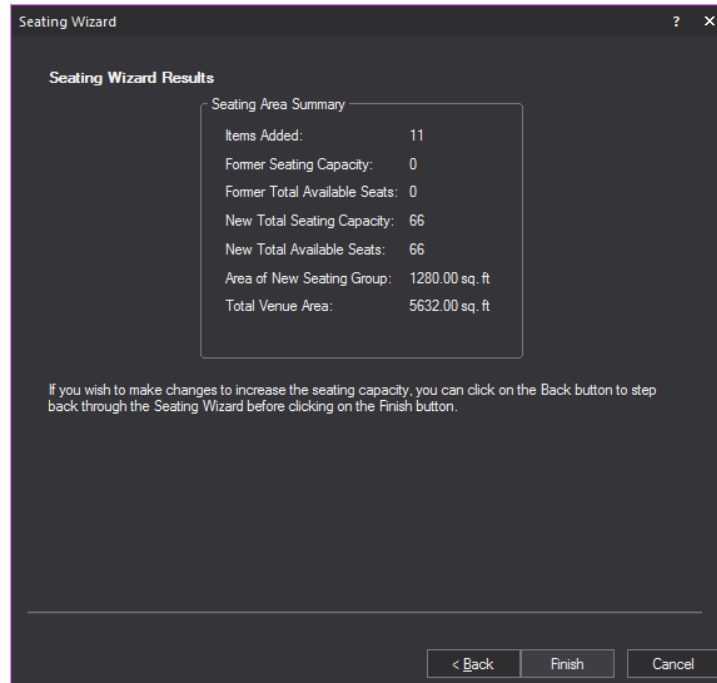 Seating Wizard ? ×
Seating Wizard Results
Seating Area Summary
Items Added: 11
Former Seating Capacity: 0
Former Total Available Seats: 0
New Total Seating Capacity: 66
New Total Available Seats: 66
Area of New Seating Group: 1280.00 sq. ft
Total Venue Area: 5632.00 sq. ft
If you wish to make changes to increase the seating capacity, you can click on the Back button to step
back through the Seating Wizard before clicking on the Finish button.
< Back Finish Cancel